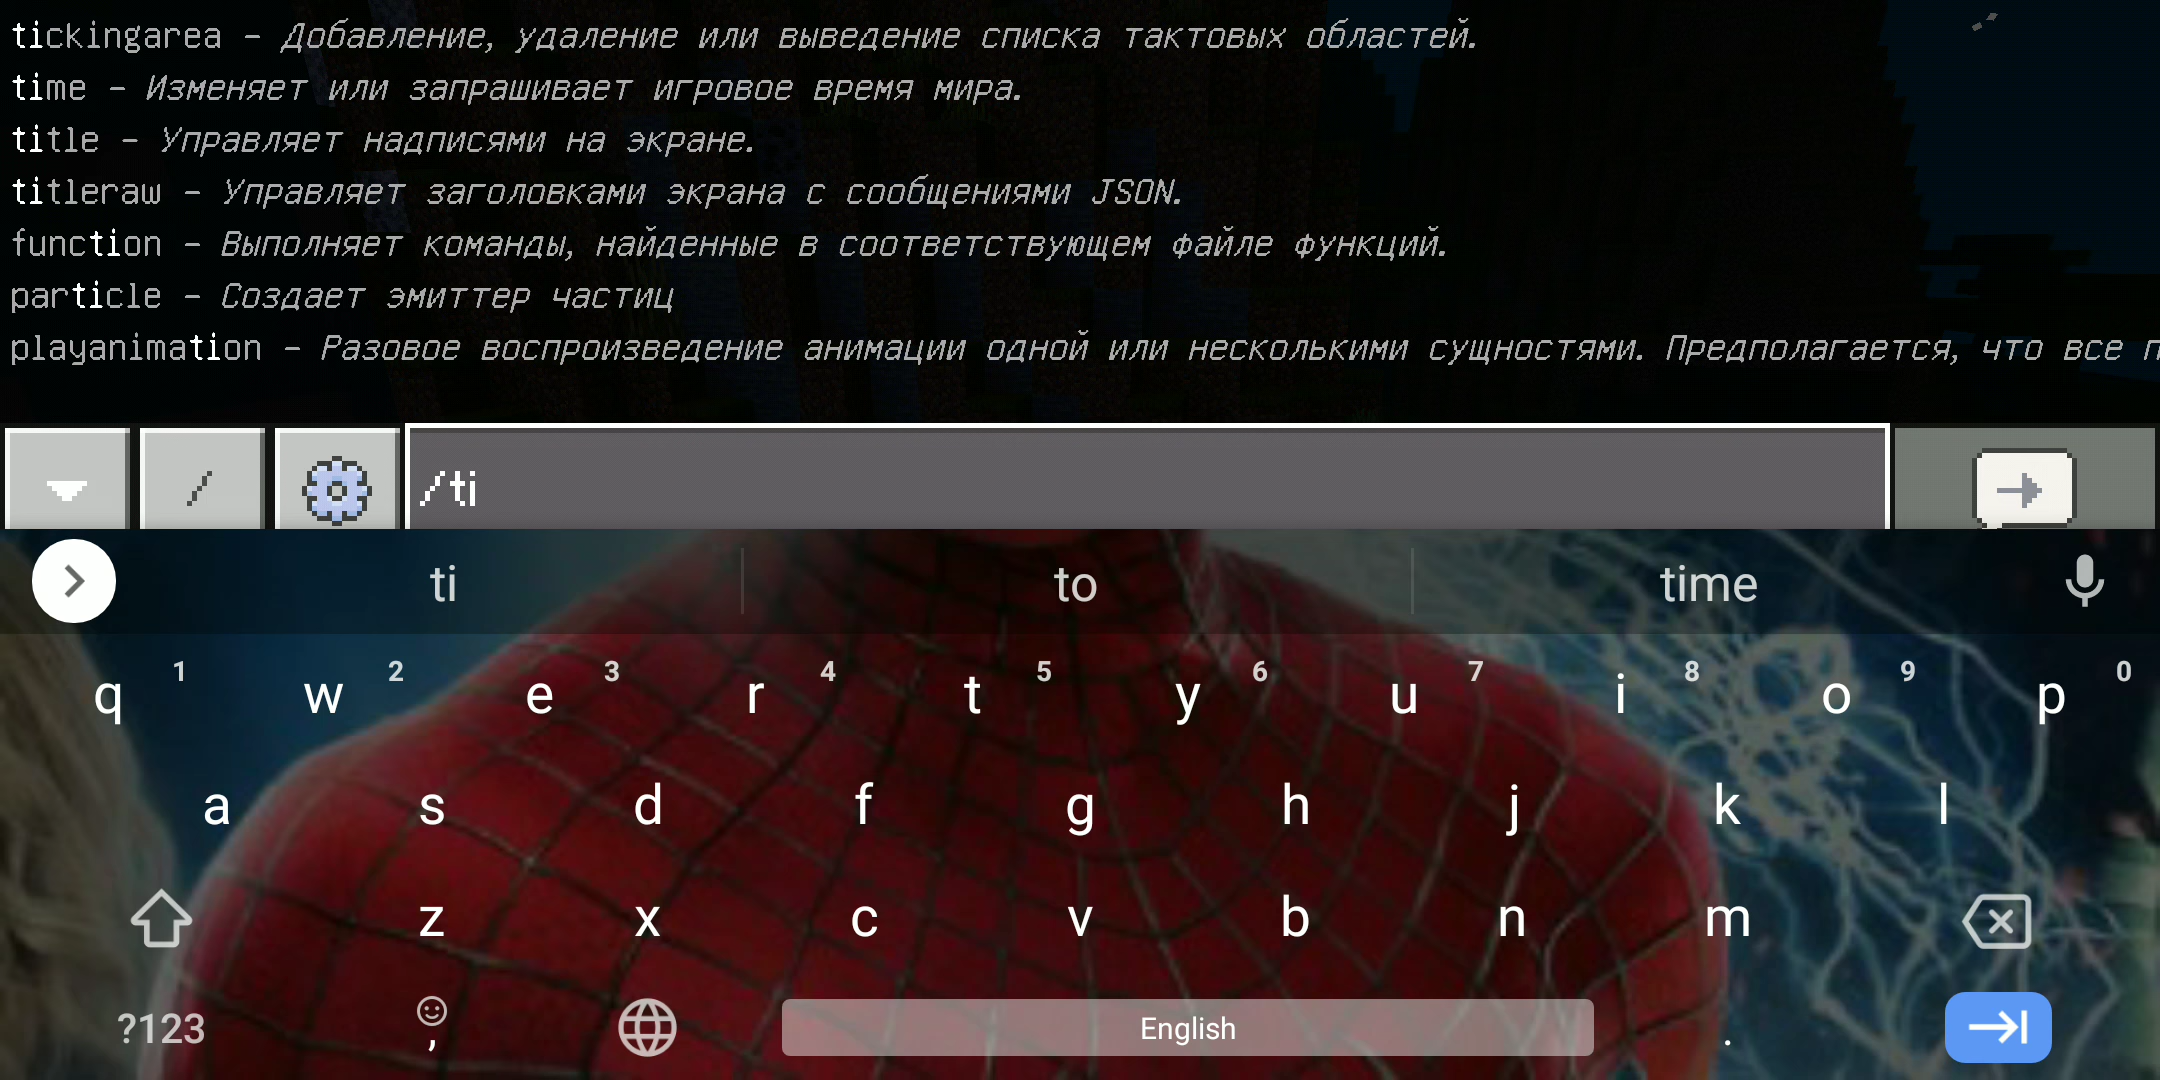 tickingarea - Добавление, удаление или выведение списка тактовых областей.
time - Изменяет или запрашивает игровое время мира.
title - Управляет надписями на экране.
titleraw - Управляет заголовками экрана с сообщениями JSON.
function - Выполняет команды, найденные в соответствующем файле функций.
particle - Создает эмиттер частиц
playanimation - Разовое воспроизведение анимации одной или несколькими сущностями. Предполагается, что все
/
/ti
ti to time
1 2 3 4 5 6 7 8 9 0
q w e r t y u i o p
a s d f g h j k l
z x c v b n m
?123 , English .